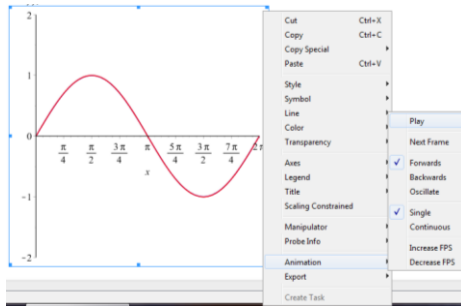 2
1
0
-1
-2
π/4 π/2 3π/4 π 5π/4 3π/2 7π/4
x
Cut Ctrl+X
Copy Ctrl+C
Copy Special
Paste Ctrl+V
Style
Symbol
Line
Color
Transparency
Axes
Legend
Title
Scaling Constrained
Manipulator
Probe Info
Animation
Export
Create Task
Play
Next Frame
Forwards
Backwards
Oscillate
Single
Continuous
Increase FPS
Decrease FPS